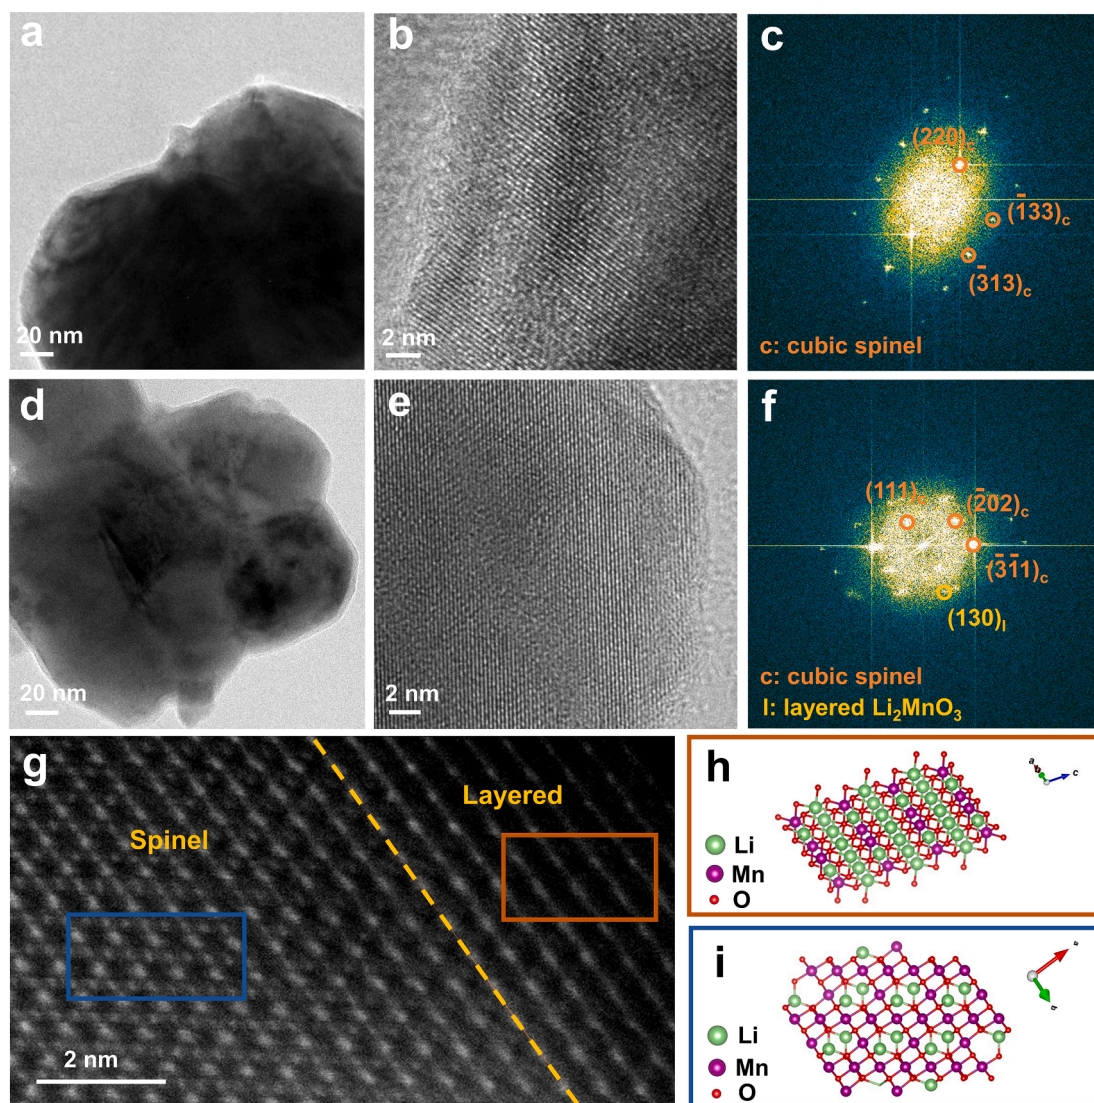 a
20 nm
b
2 nm
c
(220)c
(1̄33)c
(3̄13)c
c: cubic spinel
d
20 nm
e
2 nm
f
(111)c
(2̄02)c
(3̄1̄1)c
(130)l
c: cubic spinel
l: layered Li₂MnO₃
g
Spinel
Layered
2 nm
h
a
c
Li
Mn
O
i
Li
Mn
O